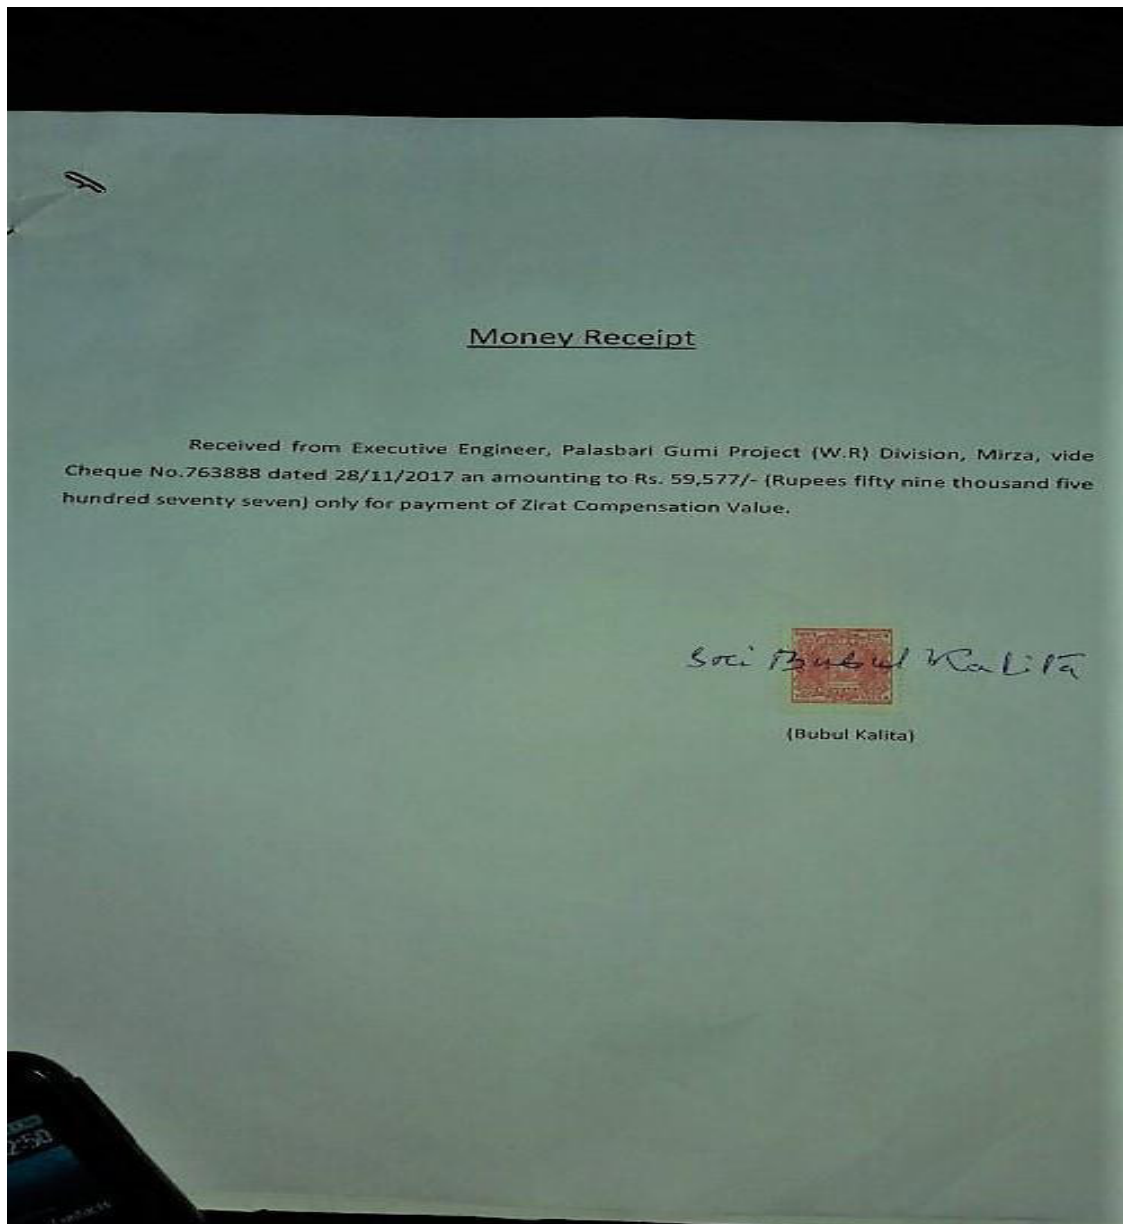 Money Receipt
Received from Executive Engineer, Palasbari Gumi Project (W.R) Division, Mirza, vide
Cheque No.763888 dated 28/11/2017 an amounting to Rs. 59,577/- (Rupees fifty nine thousand five
hundred seventy seven) only for payment of Zirat Compensation Value.
Sri Bubul Kalita
(Bubul Kalita)
2:50